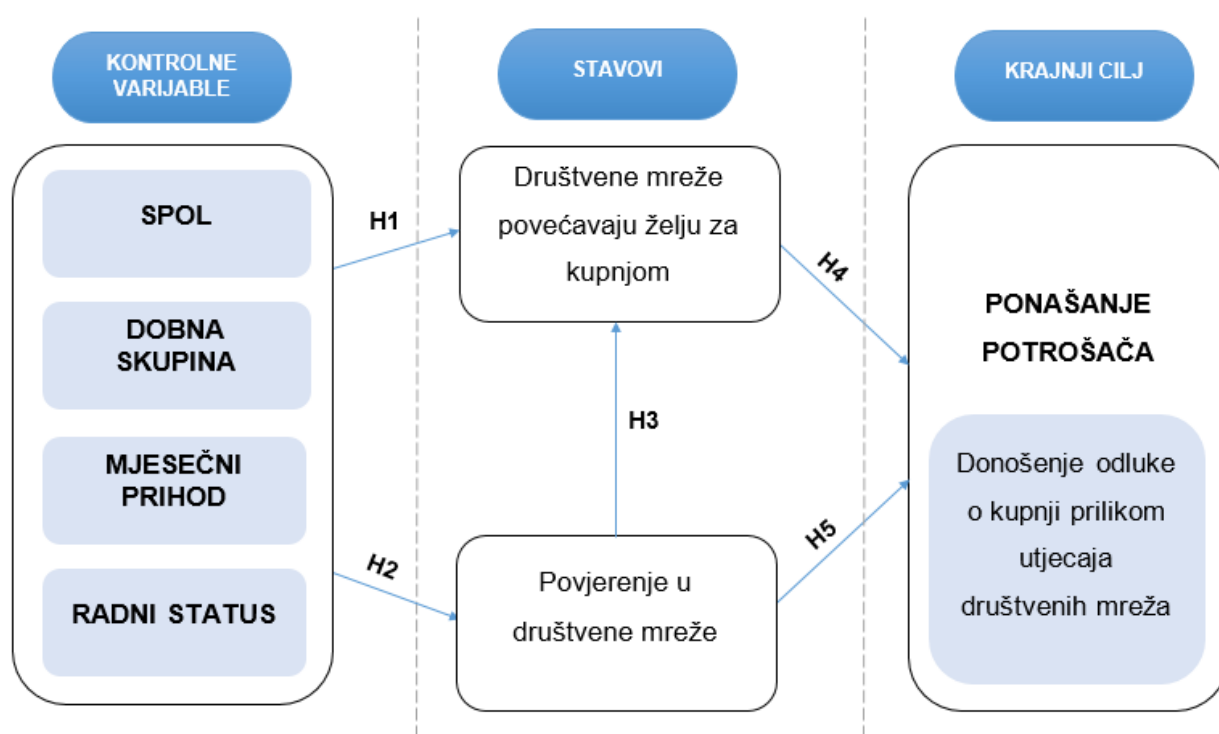 KONTROLNE
VARIJABLE
SPOL
DOBNA
SKUPINA
MJESEČNI
PRIHOD
RADNI STATUS
H1
H2
STAVOVI
Društvene mreže
povećavaju želju za
kupnjom
H3
Povjerenje u
društvene mreže
H4
H5
KRAJNJI CILJ
PONAŠANJE
POTROŠAČA
Donošenje odluke
o kupnji prilikom
utjecaja
društvenih mreža